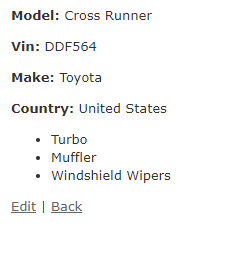 Model: Cross Runner
Vin: DDF564
Make: Toyota
Country: United States
• Turbo
• Muffler
• Windshield Wipers
Edit | Back